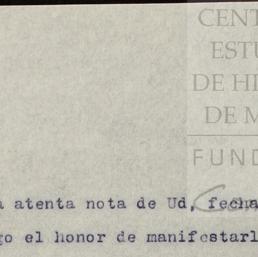 CENT
ESTU
DE HI
DE M
FUND
a atenta nota de Ud, fecha
go el honor de manifestarl